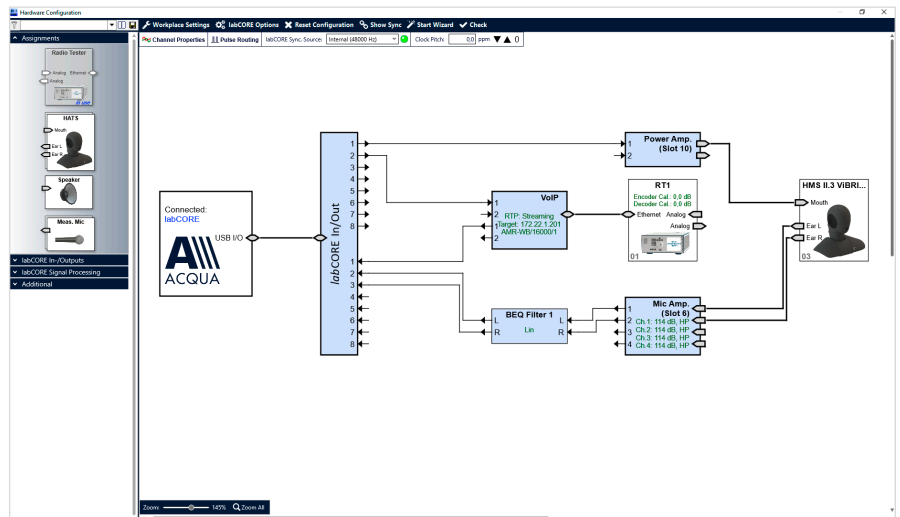 Hardware Configuration
Workplace Settings labCORE Options Reset Configuration Show Sync Start Wizard Check
Assignments
Channel Properties Pulse Routing labCORE Sync. Source: Internal (48000 Hz) Clock Pitch: 0,0 ppm 0
Radio Tester
Analog Ethernet
Analog
HATS
Mouth
Ear L
Ear R
Speaker
Meas. Mic
labCORE In-/Outputs
labCORE Signal Processing
Additional
Connected:
labCORE
USB I/O
ACQUA
labCORE In/Out
1
2
3
4
5
6
7
8
1
2
3
4
5
6
7
8
Power Amp.
(Slot 10)
1
2
VoIP
1
2 RTP: Streaming
1 Target: 172.22.1.201
AMR-WB/16000/1
2
RT1
Encoder Cal.: 0,0 dB
Decoder Cal.: 0,0 dB
Ethernet Analog
Analog
01
HMS II.3 ViBRI...
Mouth
Ear L
Ear R
03
BEQ Filter 1
L L
Lin
R R
Mic Amp.
(Slot 6)
1
2 Ch.1: 114 dB, HP
Ch.2: 114 dB, HP
3 Ch.3: 114 dB, HP
4 Ch.4: 114 dB, HP
Zoom: 145% Zoom All